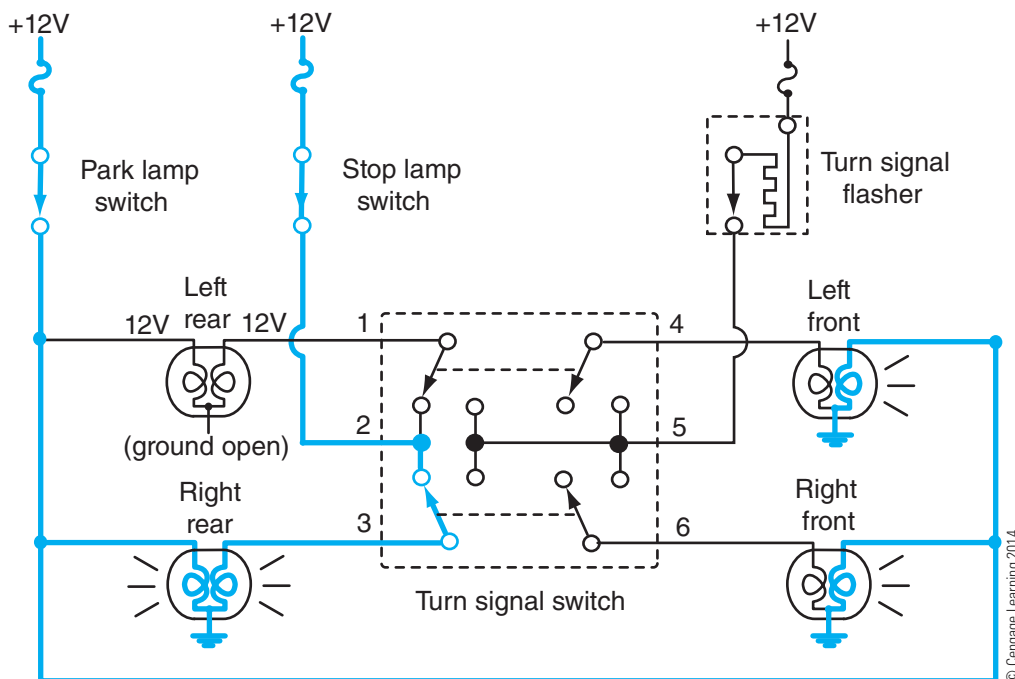 +12V
+12V
+12V
Park lamp
switch
Stop lamp
switch
Turn signal
flasher
Left
rear
12V
12V
1
4
Left
front
2
5
(ground open)
Right
rear
3
6
Right
front
Turn signal switch
© Cengage Learning 2014